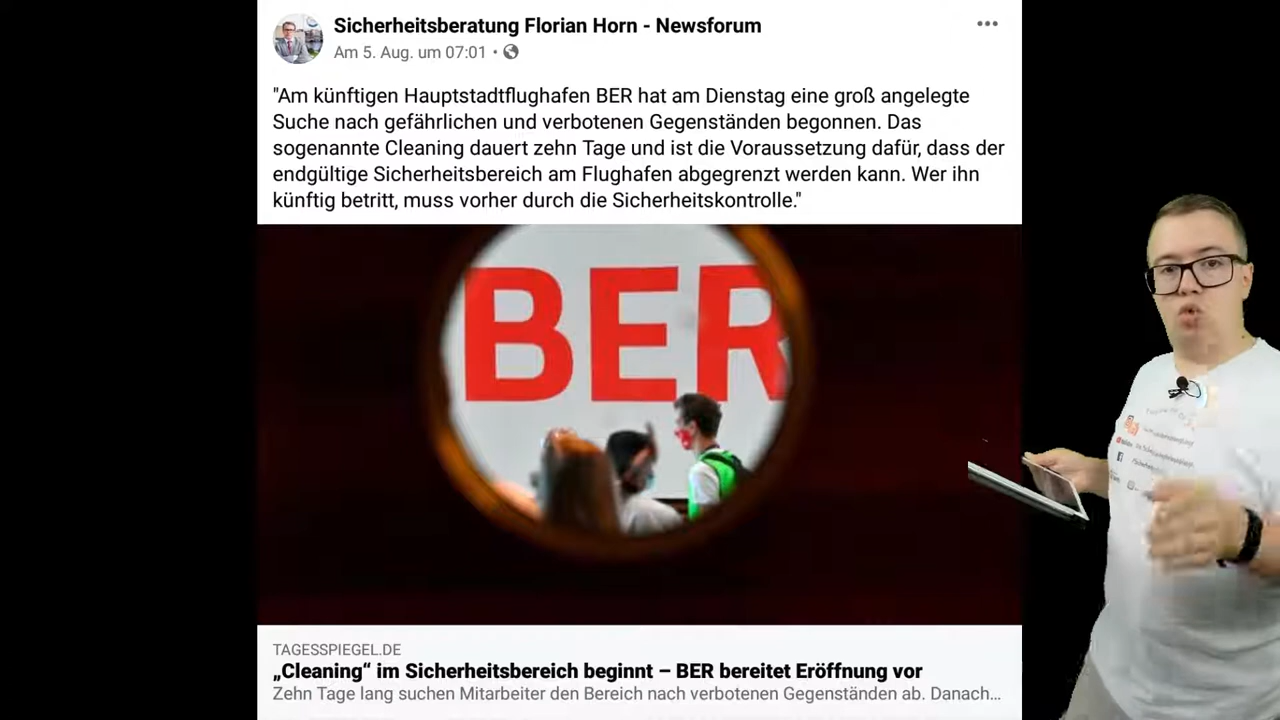 Sicherheitsberatung Florian Horn - Newsforum
Am 5. Aug. um 07:01 •
"Am künftigen Hauptstadtflughafen BER hat am Dienstag eine groß angelegte
Suche nach gefährlichen und verbotenen Gegenständen begonnen. Das
sogenannte Cleaning dauert zehn Tage und ist die Voraussetzung dafür, dass der
endgültige Sicherheitsbereich am Flughafen abgegrenzt werden kann. Wer ihn
künftig betritt, muss vorher durch die Sicherheitskontrolle."
BER
TAGESSPIEGEL.DE
„Cleaning“ im Sicherheitsbereich beginnt – BER bereitet Eröffnung vor
Zehn Tage lang suchen Mitarbeiter den Bereich nach verbotenen Gegenständen ab. Danach...